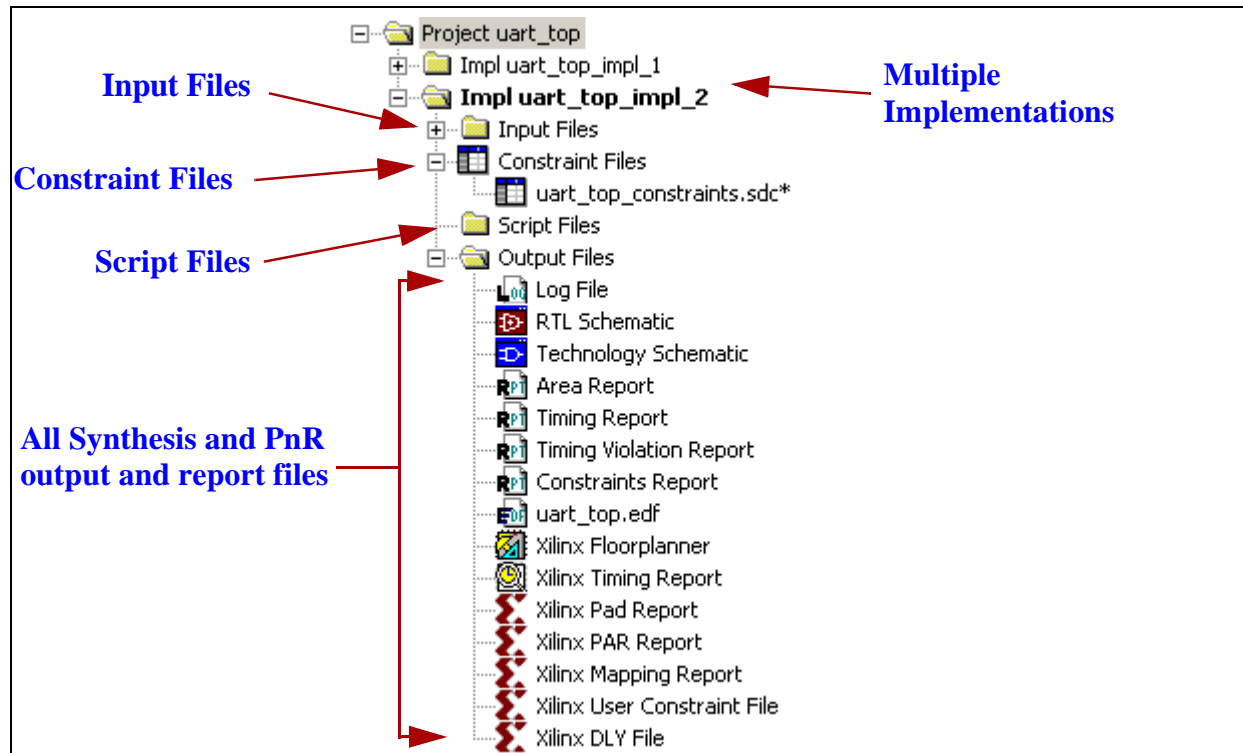 Project uart_top
Impl uart_top_impl_1
Impl uart_top_impl_2
Input Files
Constraint Files
uart_top_constraints.sdc*
Script Files
Output Files
Log File
RTL Schematic
Technology Schematic
Area Report
Timing Report
Timing Violation Report
Constraints Report
uart_top.edf
Xilinx Floorplanner
Xilinx Timing Report
Xilinx Pad Report
Xilinx PAR Report
Xilinx Mapping Report
Xilinx User Constraint File
Xilinx DLY File
Input Files
Constraint Files
Script Files
All Synthesis and PnR
output and report files
Multiple
Implementations